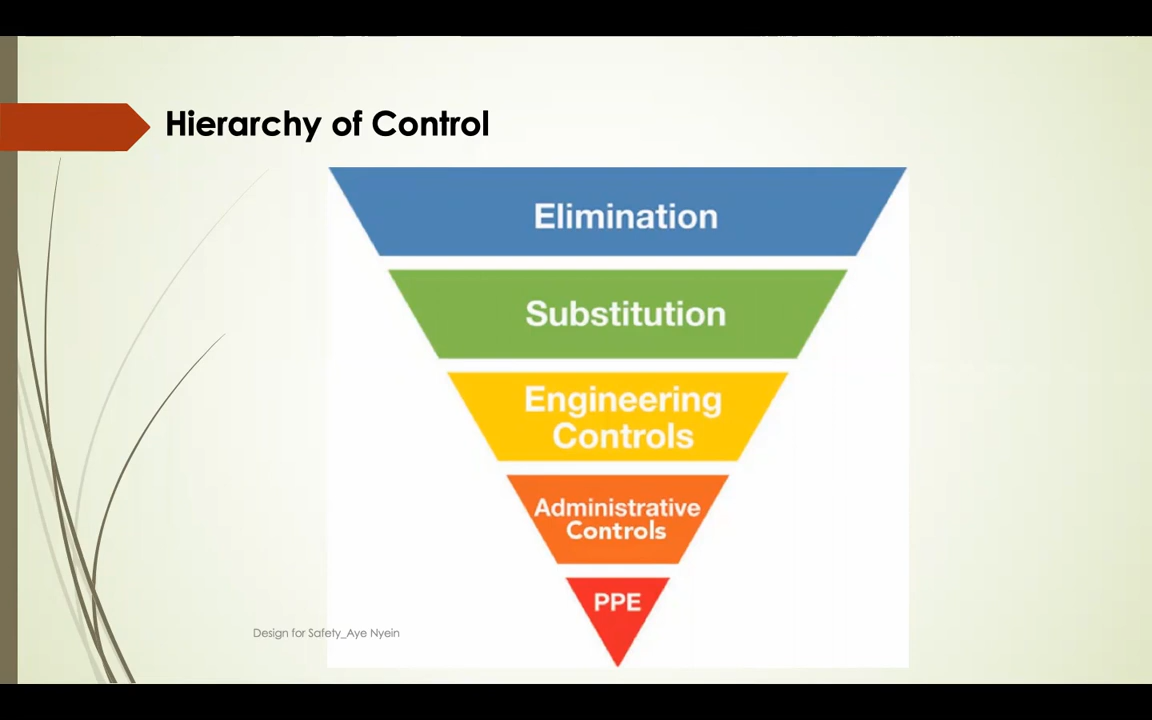 Hierarchy of Control
Elimination
Substitution
Engineering
Controls
Administrative
Controls
PPE
Design for Safety_Aye Nyein